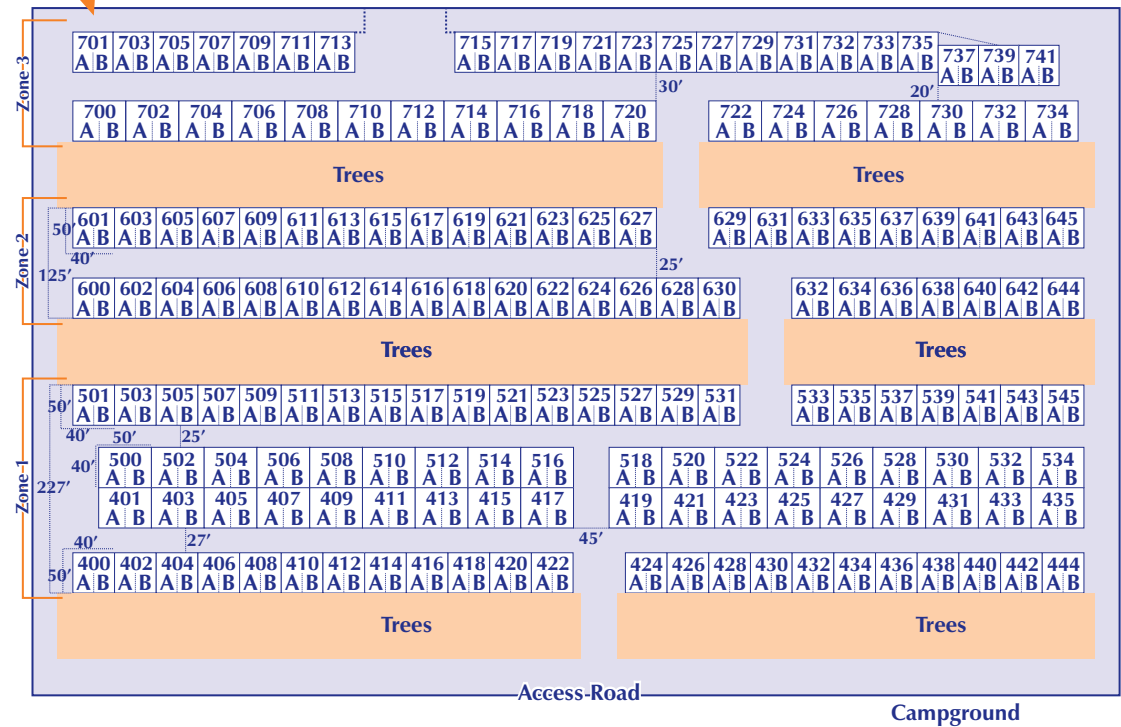 701 703 705 707 709 711 713
A B A B A B A B A B A B A B
715 717 719 721 723 725 727 729 731 732 733 735
A B A B A B A B A B A B A B A B A B A B A B A B
737 739 741
A B A B A B
Zone 3
30′
20′
700 702 704 706 708 710 712 714 716 718 720
A B A B A B A B A B A B A B A B A B A B A B
722 724 726 728 730 732 734
A B A B A B A B A B A B A B
Trees
Trees
Zone 2
601 603 605 607 609 611 613 615 617 619 621 623 625 627
A B A B A B A B A B A B A B A B A B A B A B A B A B A B
629 631 633 635 637 639 641 643 645
A B A B A B A B A B A B A B A B A B
50′
40′
125′
25′
600 602 604 606 608 610 612 614 616 618 620 622 624 626 628 630
A B A B A B A B A B A B A B A B A B A B A B A B A B A B A B A B
632 634 636 638 640 642 644
A B A B A B A B A B A B A B
Trees
Trees
Zone 1
501 503 505 507 509 511 513 515 517 519 521 523 525 527 529 531
A B A B A B A B A B A B A B A B A B A B A B A B A B A B A B A B
533 535 537 539 541 543 545
A B A B A B A B A B A B A B
50′
40′ 50′ 25′
40′
227′
500 502 504 506 508 510 512 514 516
A B A B A B A B A B A B A B A B A B
518 520 522 524 526 528 530 532 534
A B A B A B A B A B A B A B A B A B
401 403 405 407 409 411 413 415 417
A B A B A B A B A B A B A B A B A B
419 421 423 425 427 429 431 433 435
A B A B A B A B A B A B A B A B A B
40′ 27′ 45′
50′
400 402 404 406 408 410 412 414 416 418 420 422
A B A B A B A B A B A B A B A B A B A B A B A B
424 426 428 430 432 434 436 438 440 442 444
A B A B A B A B A B A B A B A B A B A B A B
Trees
Trees
Access Road
Campground